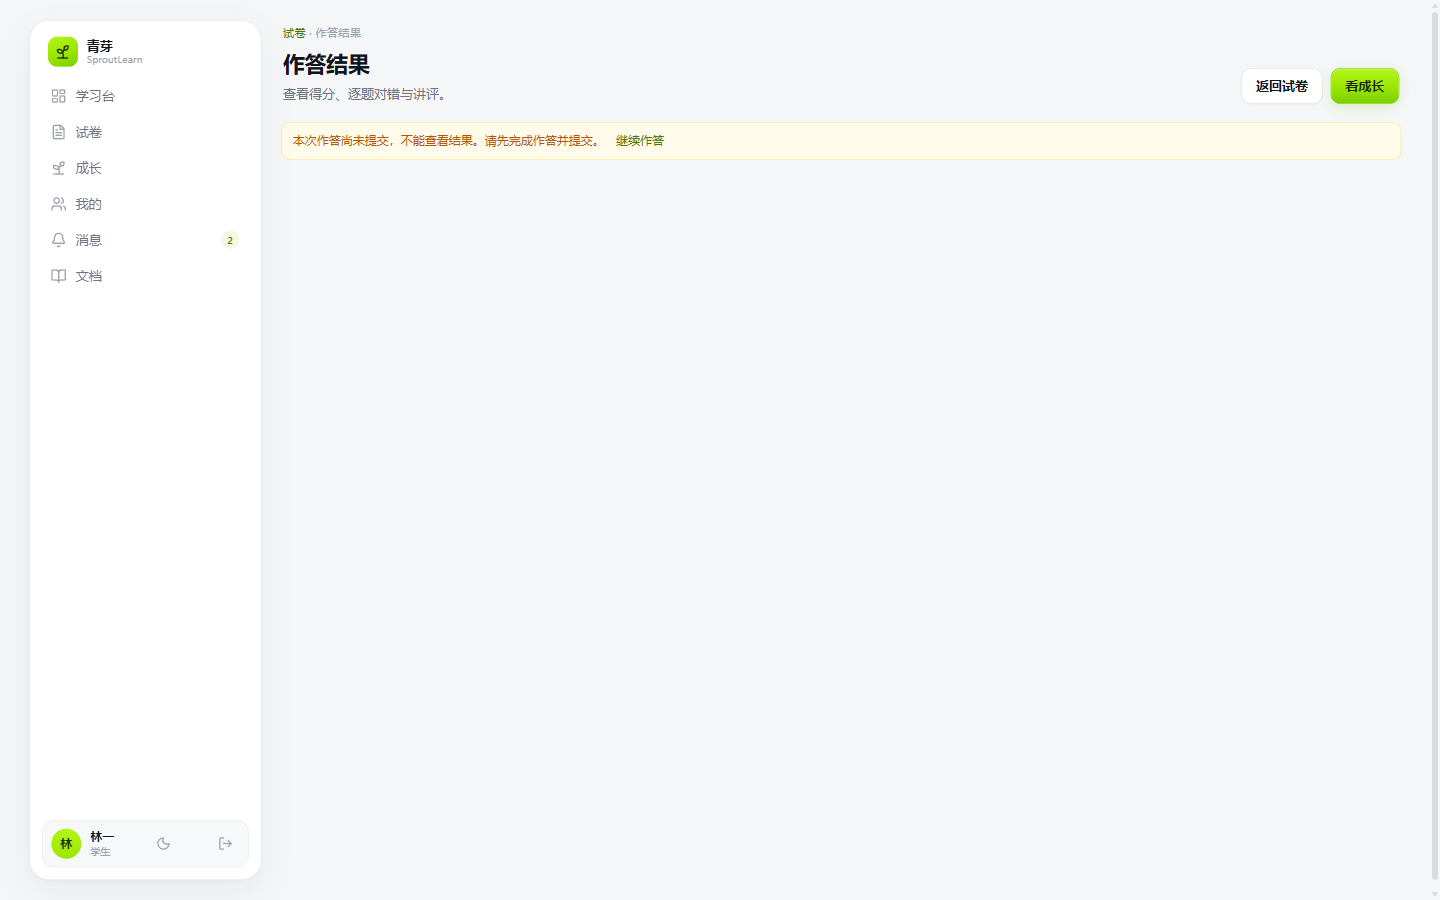 青芽
SproutLearn
学习台
试卷
成长
我的
消息 2
文档
林 林一
学生
试卷 · 作答结果
作答结果
查看得分、逐题对错与讲评。
返回试卷 看成长
本次作答尚未提交，不能查看结果。请先完成作答并提交。 继续作答